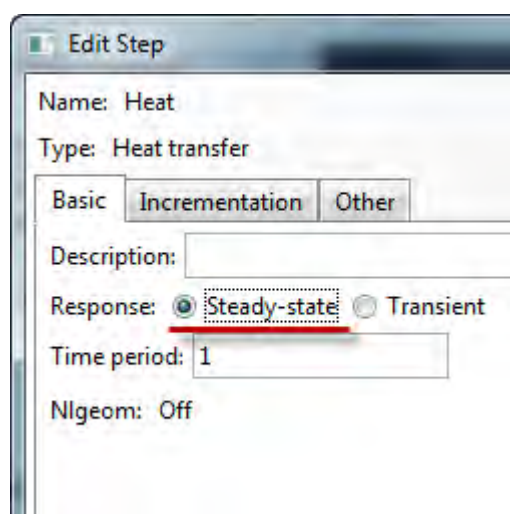 Edit Step
Name: Heat
Type: Heat transfer
Basic Incrementation Other
Description:
Response: Steady-state Transient
Time period: 1
Nlgeom: Off